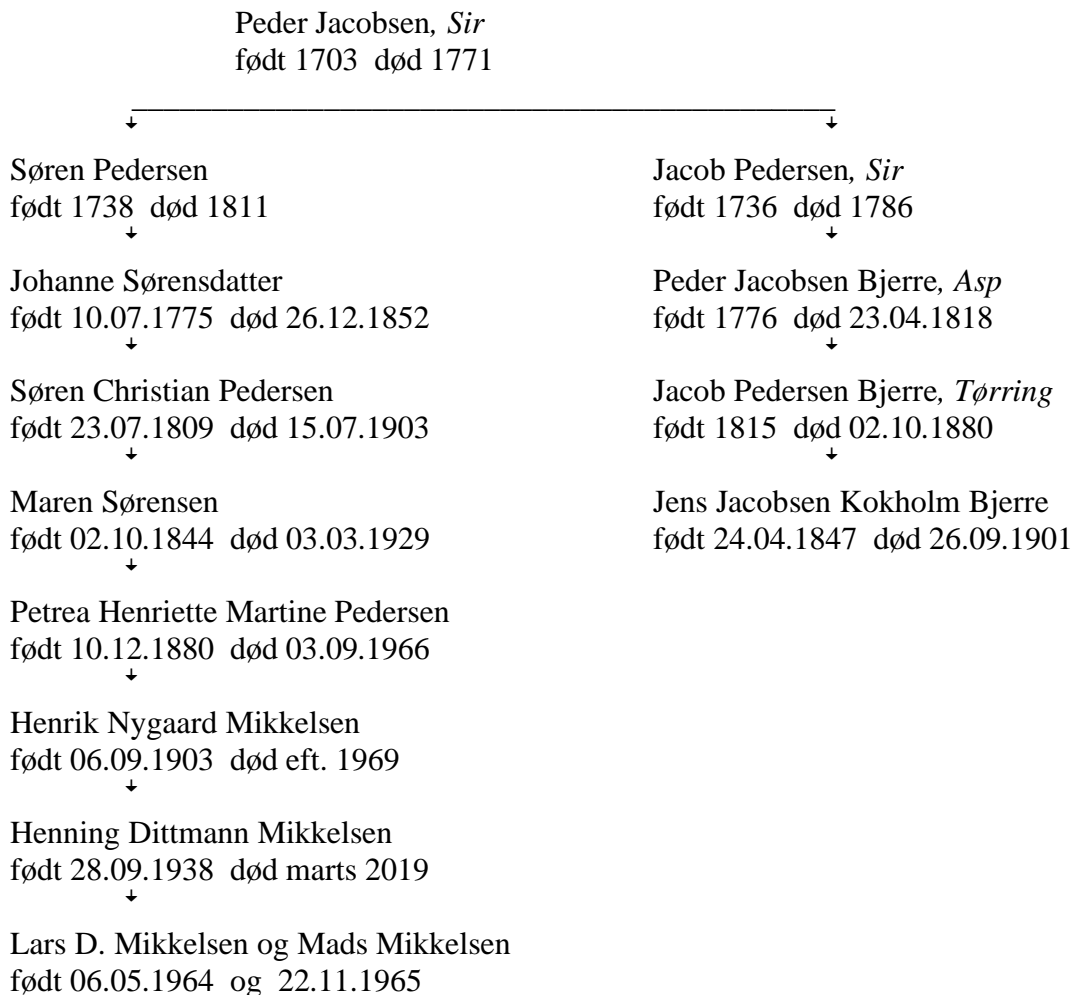 Peder Jacobsen, Sir
født 1703 død 1771
Søren Pedersen
født 1738 død 1811
Jacob Pedersen, Sir
født 1736 død 1786
Johanne Sørensdatter
født 10.07.1775 død 26.12.1852
Peder Jacobsen Bjerre, Asp
født 1776 død 23.04.1818
Søren Christian Pedersen
født 23.07.1809 død 15.07.1903
Jacob Pedersen Bjerre, Tørring
født 1815 død 02.10.1880
Maren Sørensen
født 02.10.1844 død 03.03.1929
Jens Jacobsen Kokholm Bjerre
født 24.04.1847 død 26.09.1901
Petrea Henriette Martine Pedersen
født 10.12.1880 død 03.09.1966
Henrik Nygaard Mikkelsen
født 06.09.1903 død eft. 1969
Henning Dittmann Mikkelsen
født 28.09.1938 død marts 2019
Lars D. Mikkelsen og Mads Mikkelsen
født 06.05.1964 og 22.11.1965